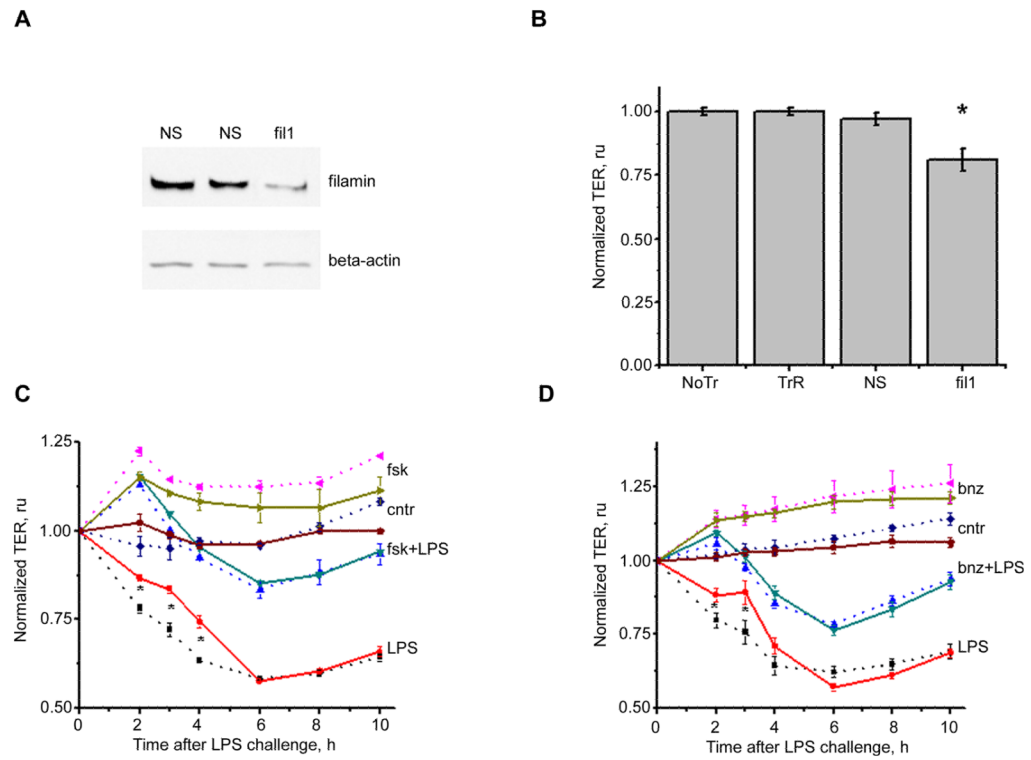 A
NS NS fil1
filamin
beta-actin
B
Normalized TER, ru
1.00
0.75
0.50
0.25
0.00
*
NoTr TrR NS fil1
C
Normalized TER, ru
1.25
1.00
0.75
0.50
fsk
cntr
fsk+LPS
LPS
*
*
*
0 2 4 6 8 10
Time after LPS challenge, h
D
Normalized TER, ru
1.25
1.00
0.75
0.50
bnz
cntr
bnz+LPS
LPS
*
*
0 2 4 6 8 10
Time after LPS challenge, h